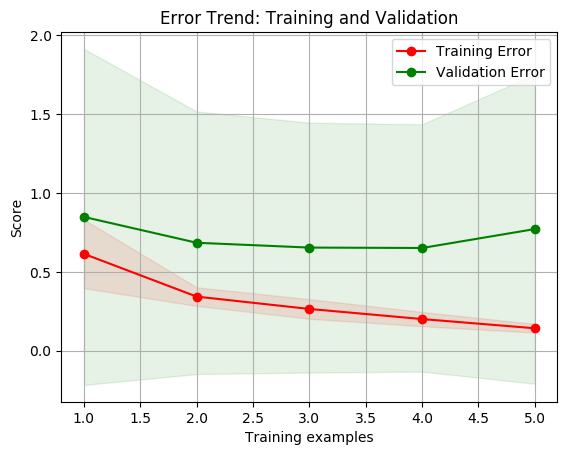 Error Trend: Training and Validation
2.0
1.5
1.0
0.5
0.0
Score
Training Error
Validation Error
1.0 1.5 2.0 2.5 3.0 3.5 4.0 4.5 5.0
Training examples